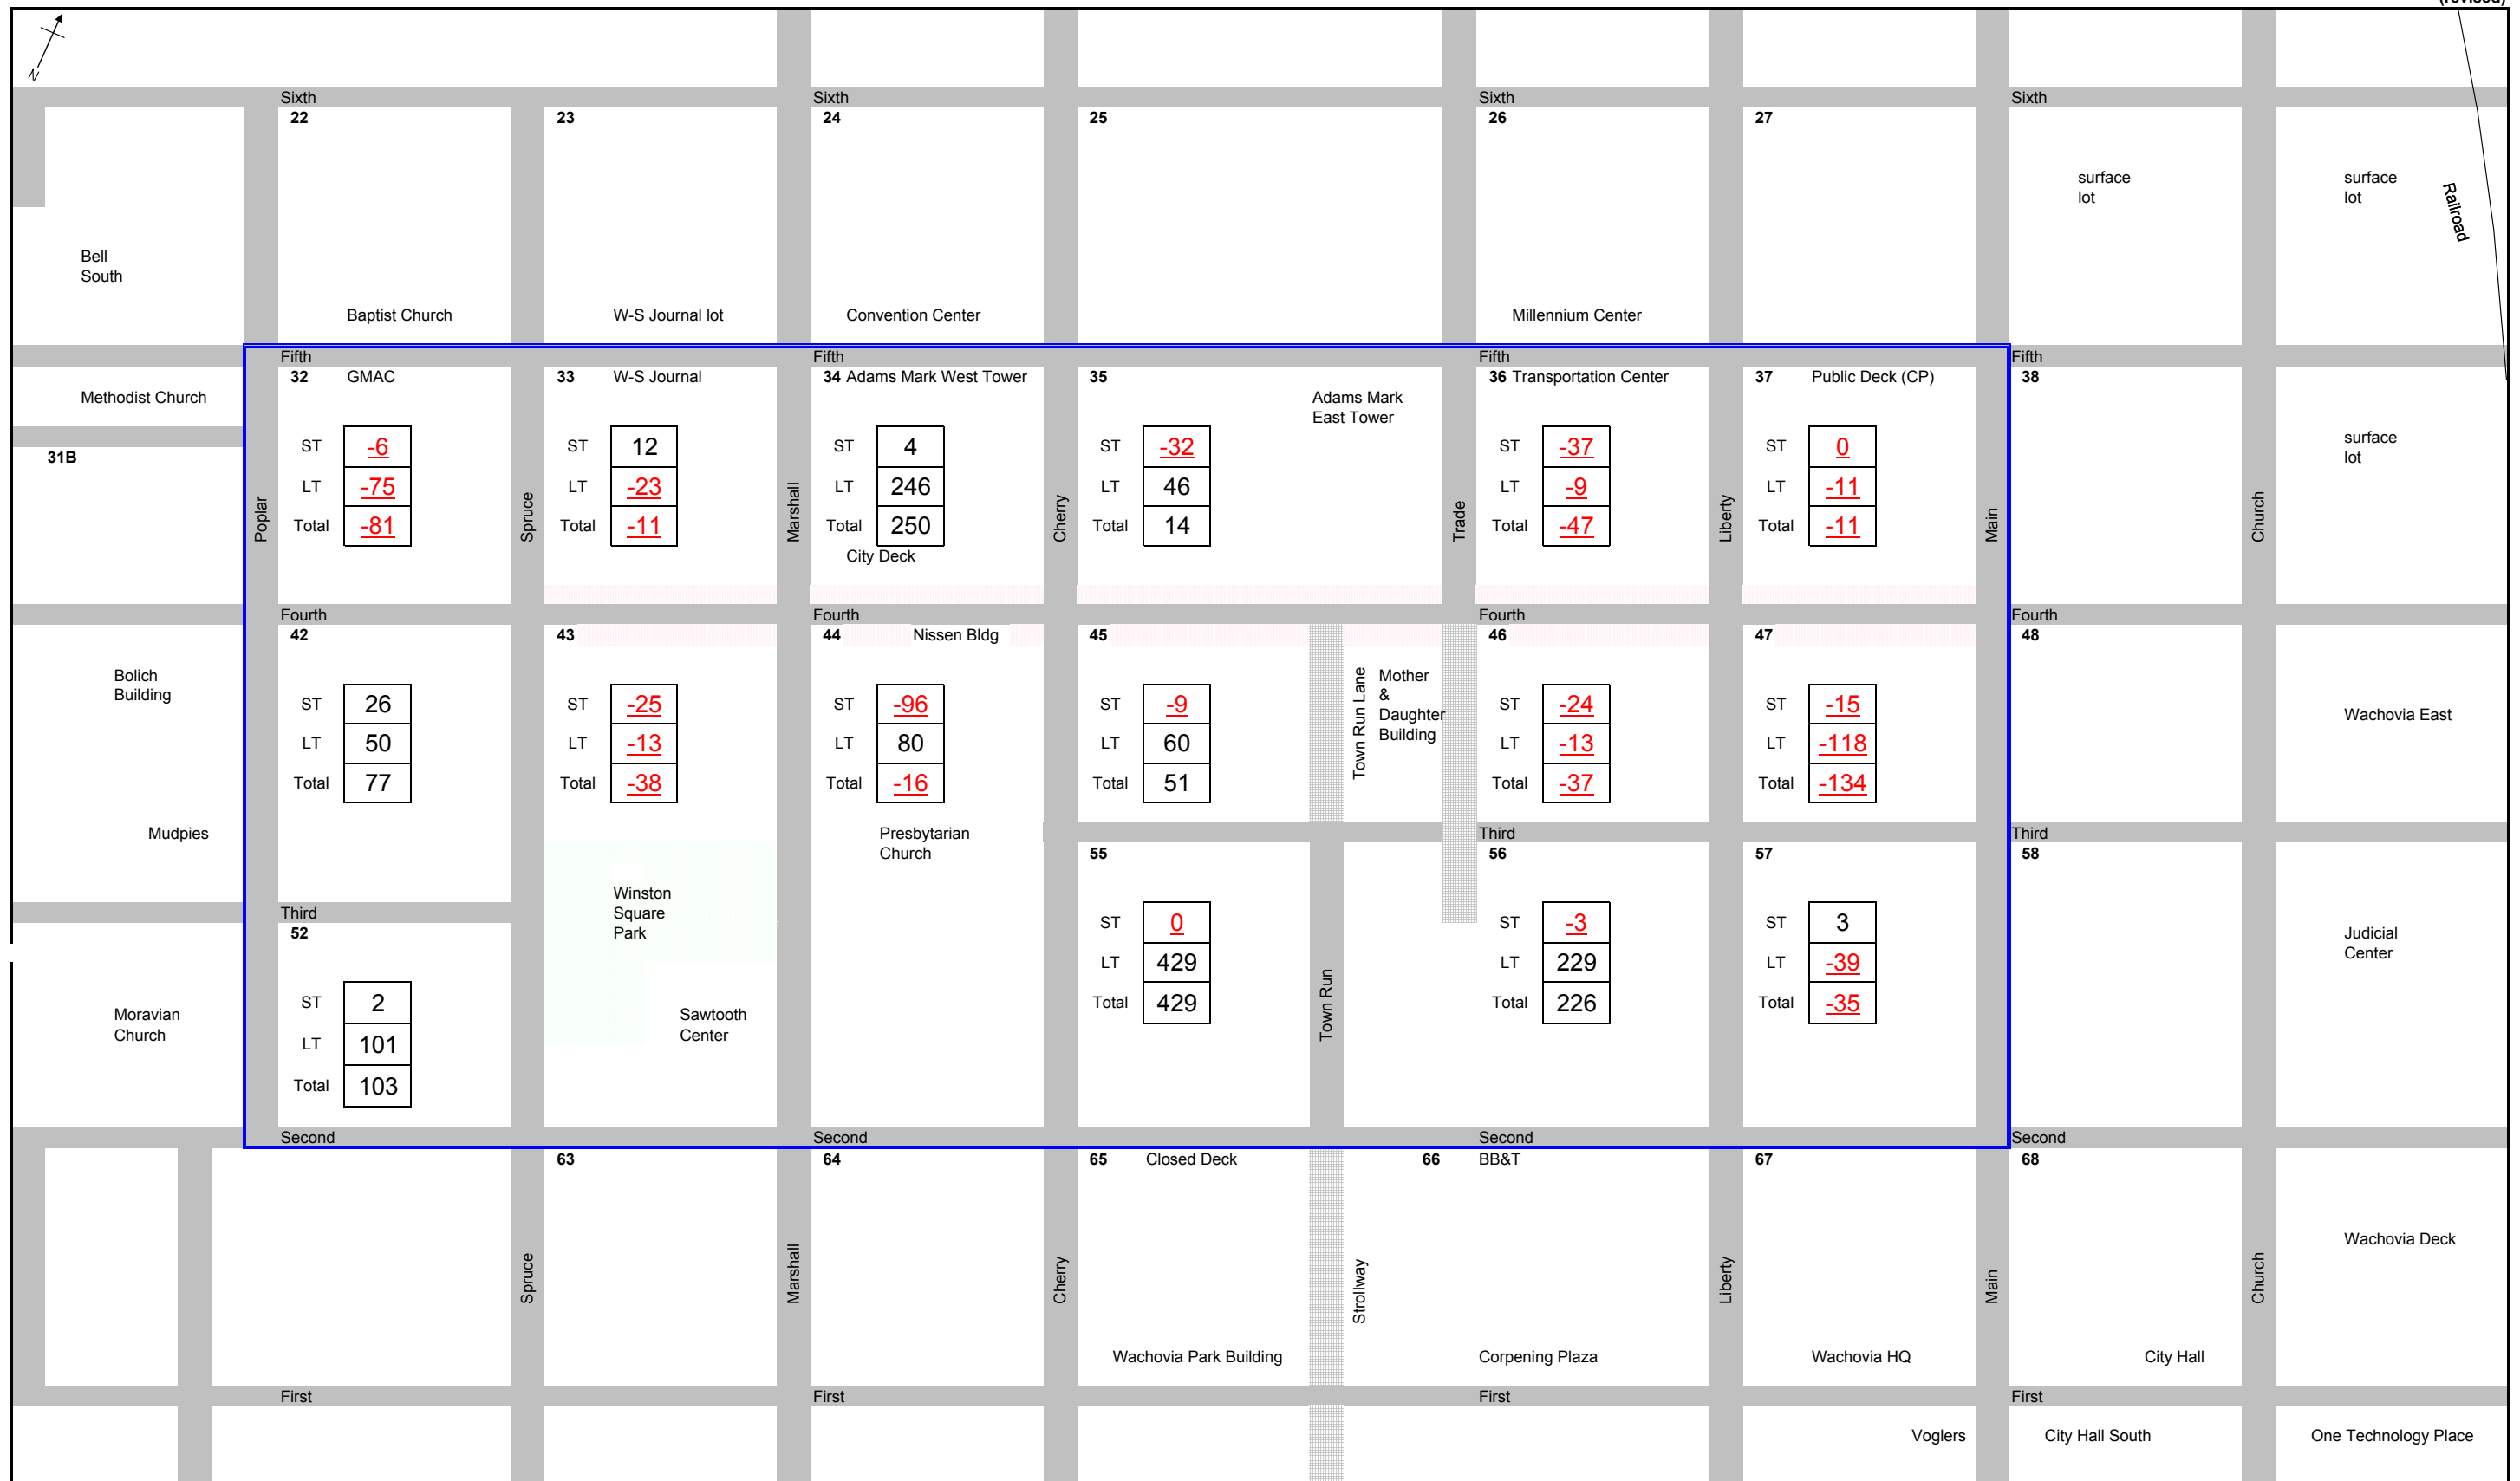 (revised)
N
Sixth Sixth Sixth Sixth
22 23 24 25 26 27
surface
lot
surface
lot
Railroad
Bell
South
Baptist Church W-S Journal lot Convention Center Millennium Center
Fifth Fifth Fifth Fifth
32 GMAC 33 W-S Journal 34 Adams Mark West Tower 35 36 Transportation Center 37 Public Deck (CP) 38
Methodist Church
Adams Mark
East Tower
31B
surface
lot
ST -6 ST 12 ST 4 ST -32 ST -37 ST 0
LT -75 LT -23 LT 246 LT 46 LT -9 LT -11
Total -81 Total -11 Total 250 Total 14 Total -47 Total -11
Poplar Spruce Marshall Cherry Trade Liberty Main Church
City Deck
Fourth Fourth Fourth Fourth
42 43 44 Nissen Bldg 45 46 47 48
Bolich
Building
Town Run Lane
Mother
&
Daughter
Building
Wachovia East
ST 26 ST -25 ST -96 ST -9 ST -24 ST -15
LT 50 LT -13 LT 80 LT 60 LT -13 LT -118
Total 77 Total -38 Total -16 Total 51 Total -37 Total -134
Mudpies
Presbytarian
Church
Third Third
55 56 57 58
Winston
Square
Park
Third
52
ST 0 ST -3 ST 3
LT 429 LT 229 LT -39
Total 429 Total 226 Total -35
Judicial
Center
Town Run
Moravian
Church
ST 2
LT 101
Total 103
Sawtooth
Center
Second Second Second Second
63 64 65 Closed Deck 66 BB&T 67 68
Wachovia Deck
Spruce Marshall Cherry Strollway Liberty Main Church
Wachovia Park Building Corpening Plaza Wachovia HQ City Hall
First First First First
Voglers City Hall South One Technology Place